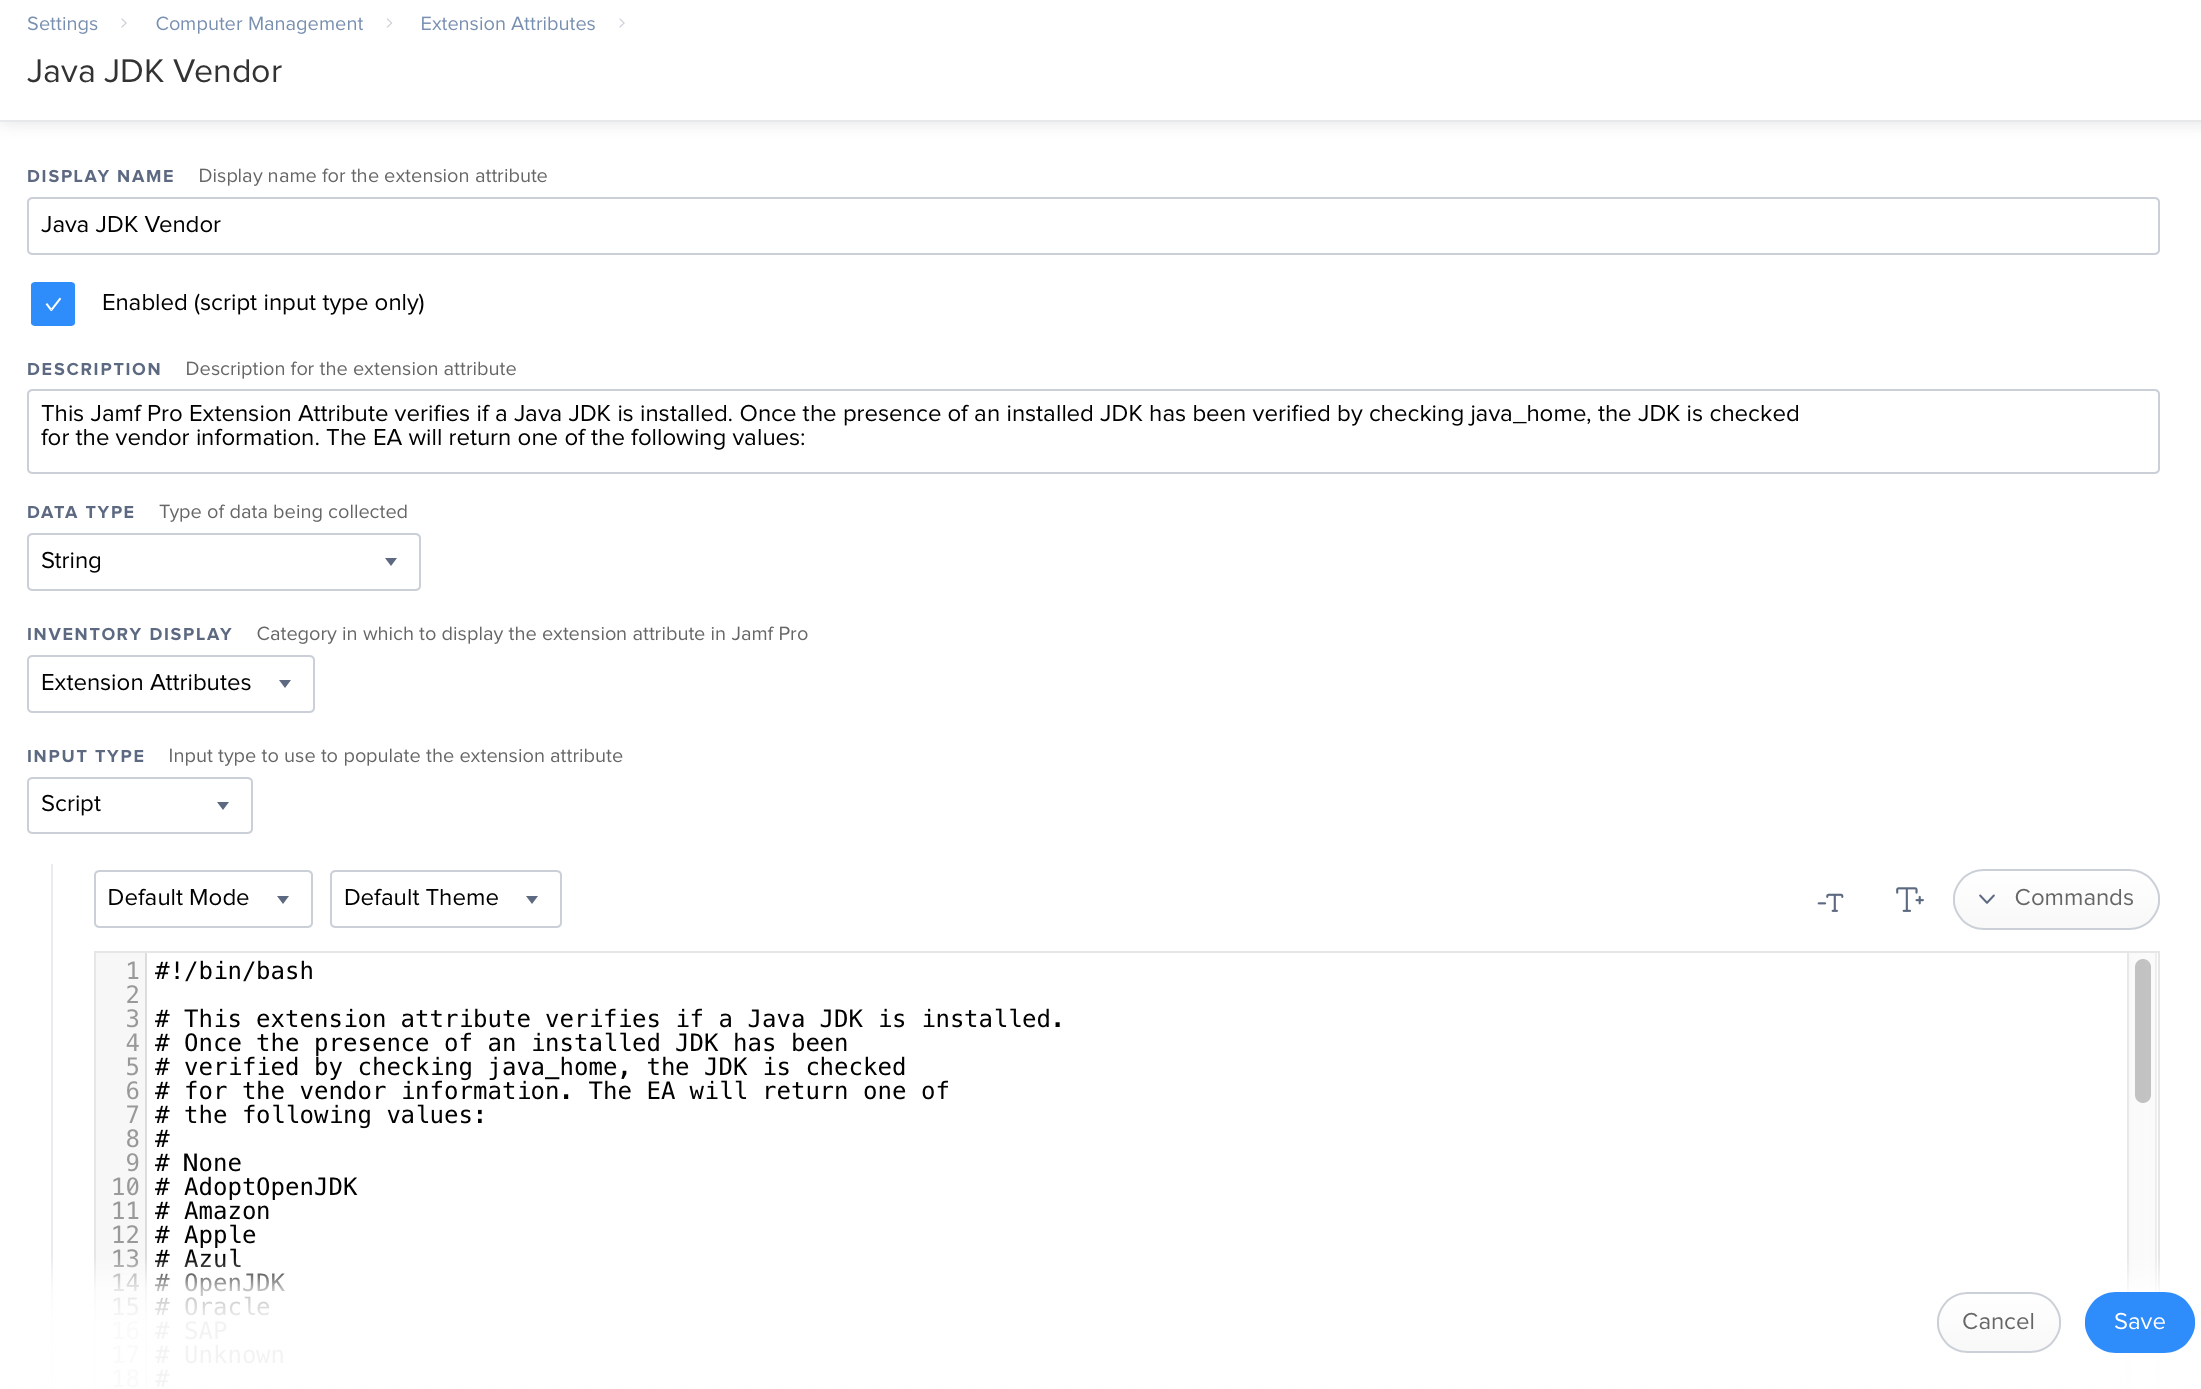 Settings > Computer Management > Extension Attributes >
Java JDK Vendor
DISPLAY NAME Display name for the extension attribute
Java JDK Vendor
Enabled (script input type only)
DESCRIPTION Description for the extension attribute
This Jamf Pro Extension Attribute verifies if a Java JDK is installed. Once the presence of an installed JDK has been verified by checking java_home, the JDK is checked
for the vendor information. The EA will return one of the following values:
DATA TYPE Type of data being collected
String
INVENTORY DISPLAY Category in which to display the extension attribute in Jamf Pro
Extension Attributes
INPUT TYPE Input type to use to populate the extension attribute
Script
Default Mode Default Theme -T T+ Commands
1 #!/bin/bash
2
3 # This extension attribute verifies if a Java JDK is installed.
4 # Once the presence of an installed JDK has been
5 # verified by checking java_home, the JDK is checked
6 # for the vendor information. The EA will return one of
7 # the following values:
8 #
9 # None
10 # AdoptOpenJDK
11 # Amazon
12 # Apple
13 # Azul
14 # OpenJDK
15 # Oracle
16 # SAP
17 # Unknown
18 #
Cancel Save